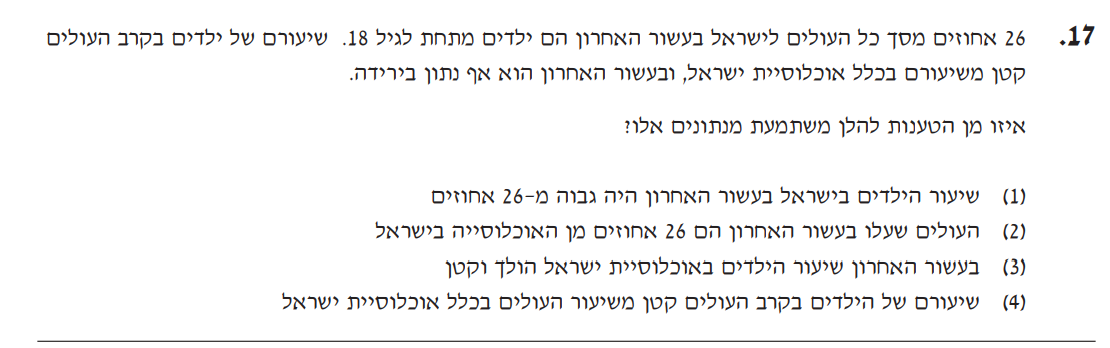 17. 26 אחוזים מסך כל העולים לישראל בעשור האחרון הם ילדים מתחת לגיל 18. שיעורם של ילדים בקרב העולים
קטן משיעורם בכלל אוכלוסיית ישראל, ובעשור האחרון הוא אף נתון בירידה.
איזו מן הטענות להלן משתמעת מנתונים אלו?
(1) שיעור הילדים בישראל בעשור האחרון היה גבוה מ-26 אחוזים
(2) העולים שעלו בעשור האחרון הם 26 אחוזים מן האוכלוסייה בישראל
(3) בעשור האחרון שיעור הילדים באוכלוסיית ישראל הולך וקטן
(4) שיעורם של הילדים בקרב העולים קטן משיעור העולים בכלל אוכלוסיית ישראל